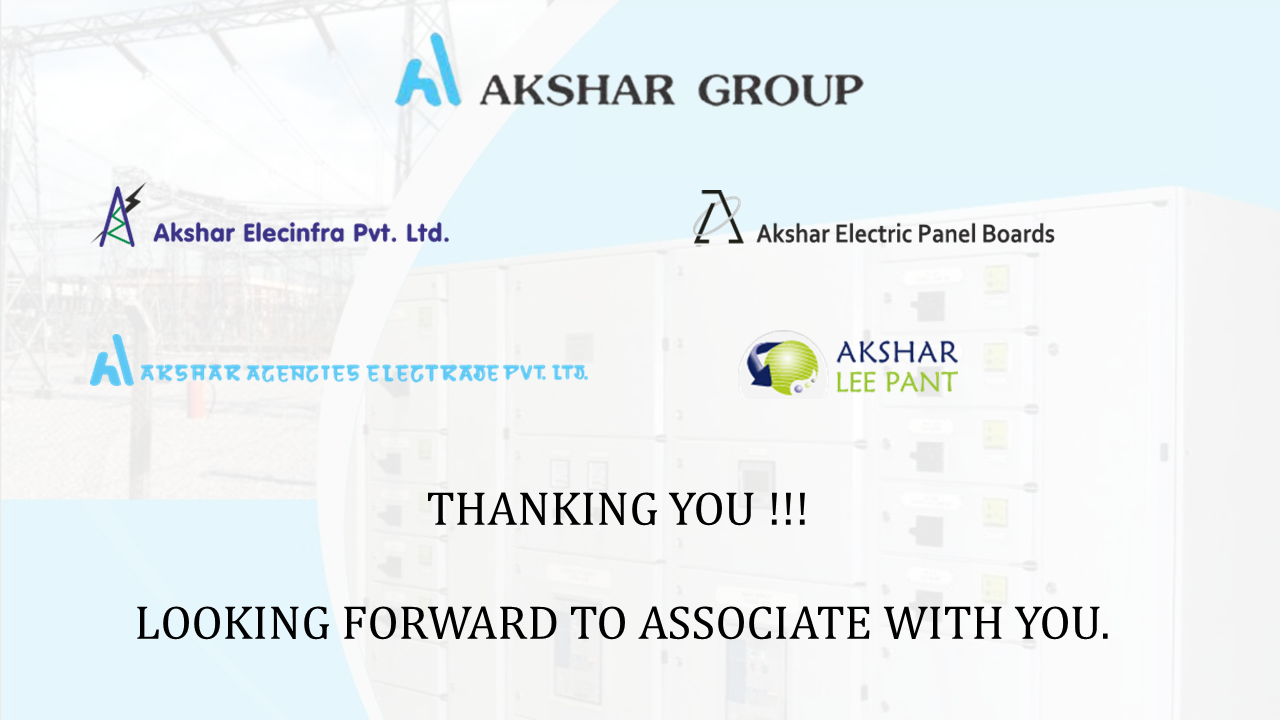 AKSHAR GROUP
Akshar Elecinfra Pvt. Ltd.
Akshar Electric Panel Boards
AKSHAR AGENCIES ELECTRADE PVT. LTD.
AKSHAR
LEE PANT
THANKING YOU !!!
LOOKING FORWARD TO ASSOCIATE WITH YOU.